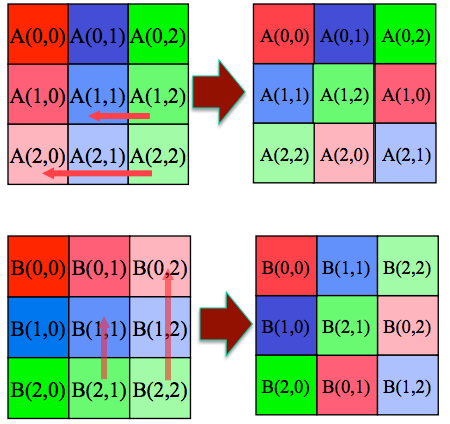 A(0,0) A(0,1) A(0,2) A(0,0) A(0,1) A(0,2)
A(1,0) A(1,1) A(1,2) A(1,1) A(1,2) A(1,0)
A(2,0) A(2,1) A(2,2) A(2,2) A(2,0) A(2,1)
B(0,0) B(0,1) B(0,2) B(0,0) B(1,1) B(2,2)
B(1,0) B(1,1) B(1,2) B(1,0) B(2,1) B(0,2)
B(2,0) B(2,1) B(2,2) B(2,0) B(0,1) B(1,2)